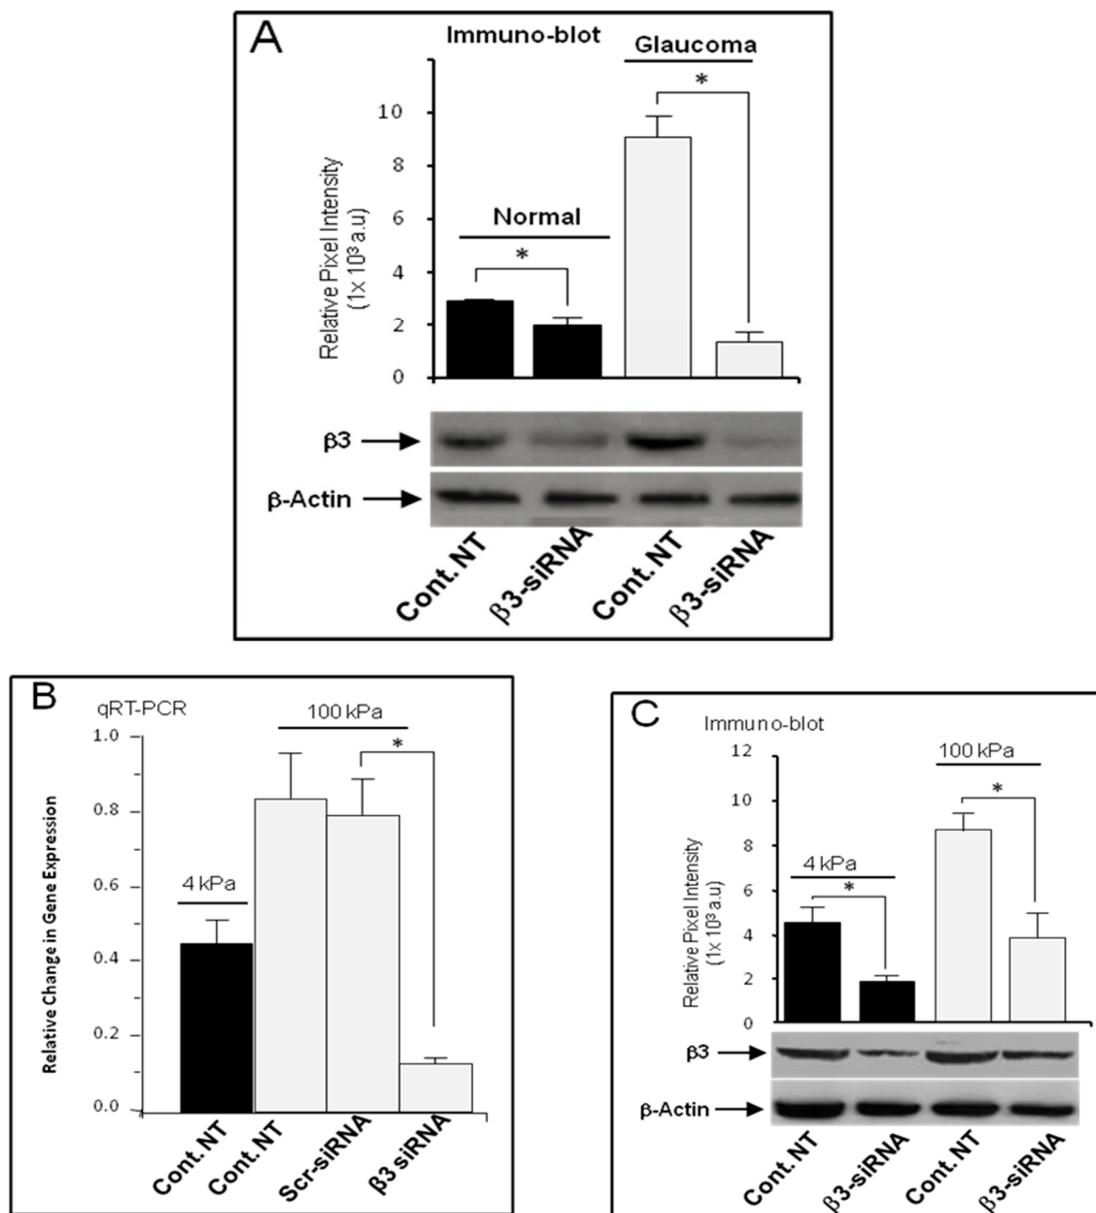 A
Immuno-blot
Glaucoma
*
10
8
6
4
2
0
Relative Pixel Intensity
(1x 10³ a.u)
Normal
*
β3
β-Actin
Cont. NT
β3-siRNA
Cont. NT
β3-siRNA
B
qRT-PCR
100 kPa
*
1.0
0.8
0.6
0.4
0.2
0.0
Relative Change in Gene Expression
4 kPa
Cont. NT
Cont. NT
Scr-siRNA
β3 siRNA
C
Immuno-blot
100 kPa
*
12
10
8
6
4
2
0
Relative Pixel Intensity
(1x 10³ a.u)
4 kPa
*
β3
β-Actin
Cont. NT
β3-siRNA
Cont. NT
β3-siRNA